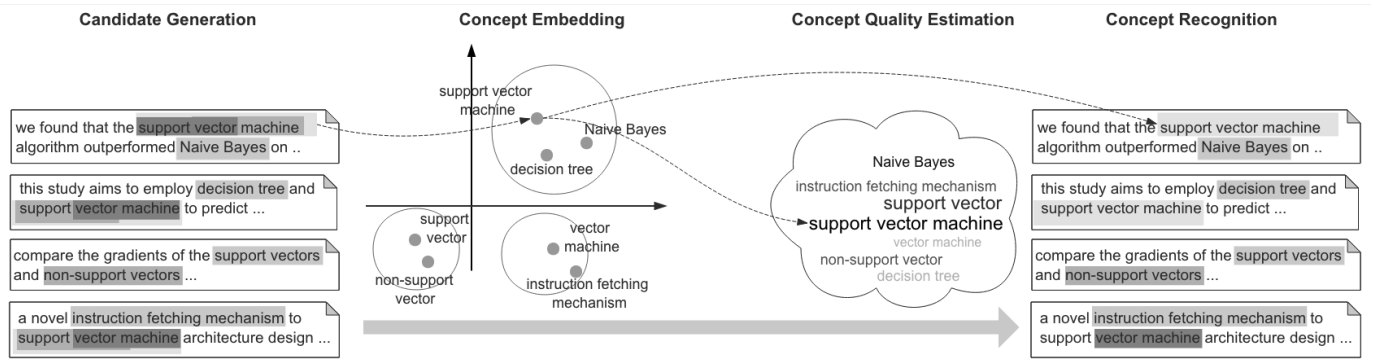 Candidate Generation
we found that the support vector machine
algorithm outperformed Naive Bayes on ..
this study aims to employ decision tree and
support vector machine to predict ...
compare the gradients of the support vectors
and non-support vectors ...
a novel instruction fetching mechanism to
support vector machine architecture design ...
Concept Embedding
support vector
machine
Naive Bayes
decision tree
support
vector
non-support
vector
vector
machine
instruction fetching
mechanism
Concept Quality Estimation
Naive Bayes
instruction fetching mechanism
support vector
support vector machine
vector machine
non-support vector
decision tree
Concept Recognition
we found that the support vector machine
algorithm outperformed Naive Bayes on ..
this study aims to employ decision tree and
support vector machine to predict ...
compare the gradients of the support vectors
and non-support vectors ...
a novel instruction fetching mechanism to
support vector machine architecture design ...